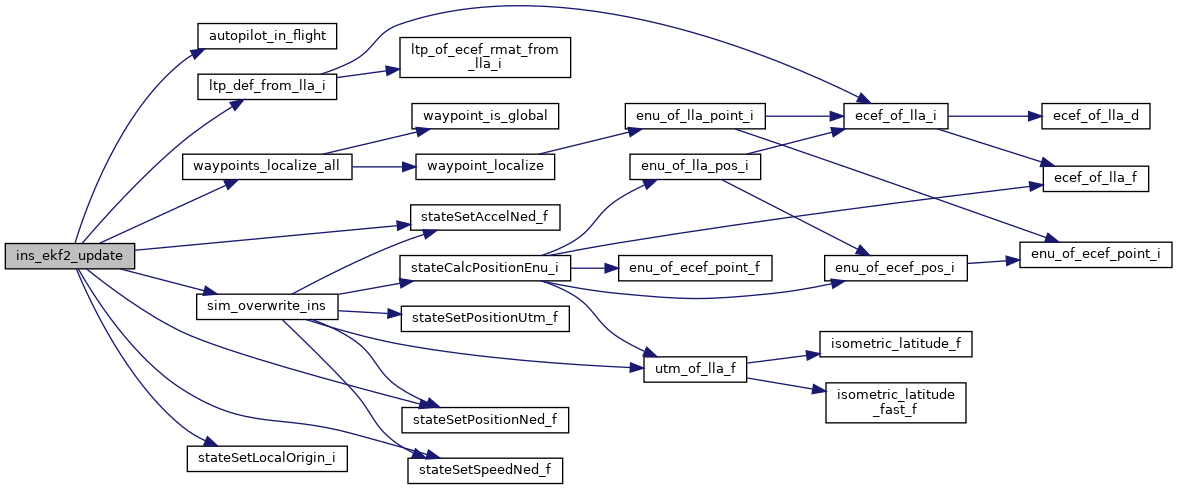 ins_ekf2_update
autopilot_in_flight
ltp_def_from_lla_i
waypoints_localize_all
sim_overwrite_ins
stateSetLocalOrigin_i
ltp_of_ecef_rmat_from
_lla_i
waypoint_is_global
waypoint_localize
stateSetAccelNed_f
stateCalcPositionEnu_i
stateSetPositionUtm_f
stateSetPositionNed_f
stateSetSpeedNed_f
enu_of_lla_point_i
enu_of_lla_pos_i
enu_of_ecef_point_f
utm_of_lla_f
ecef_of_lla_i
enu_of_ecef_pos_i
isometric_latitude_f
isometric_latitude
_fast_f
ecef_of_lla_d
ecef_of_lla_f
enu_of_ecef_point_i